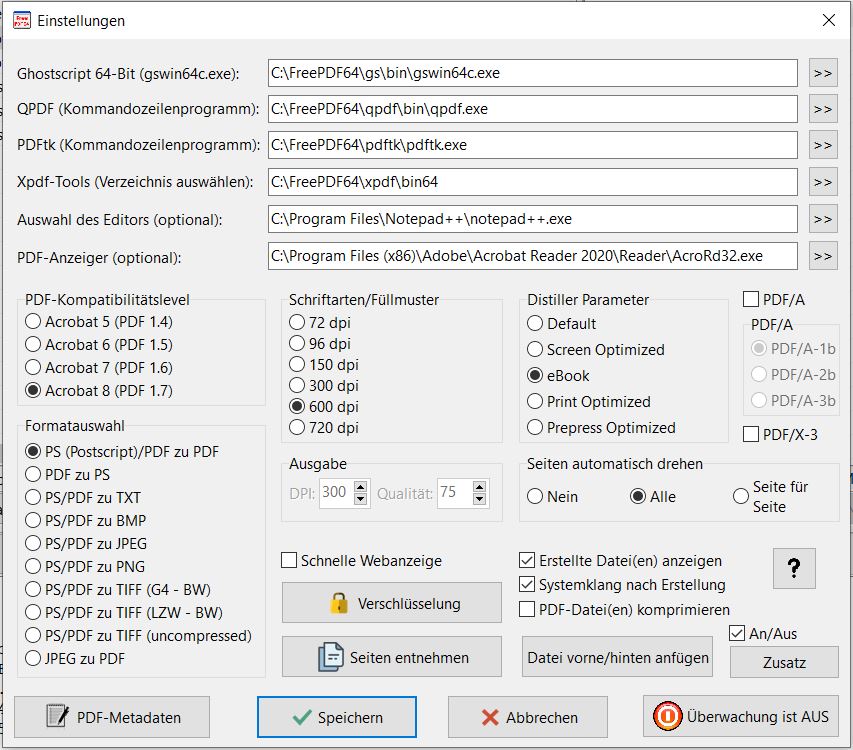 Einstellungen
Ghostscript 64-Bit (gswin64c.exe): C:\FreePDF64\gs\bin\gswin64c.exe >>
QPDF (Kommandozeilenprogramm): C:\FreePDF64\qpdf\bin\qpdf.exe >>
PDFtk (Kommandozeilenprogramm): C:\FreePDF64\pdftk\pdftk.exe >>
Xpdf-Tools (Verzeichnis auswählen): C:\FreePDF64\xpdf\bin64 >>
Auswahl des Editors (optional): C:\Program Files\Notepad++\notepad++.exe >>
PDF-Anzeiger (optional): C:\Program Files (x86)\Adobe\Acrobat Reader 2020\Reader\AcroRd32.exe >>
PDF-Kompatibilitätslevel
Acrobat 5 (PDF 1.4)
Acrobat 6 (PDF 1.5)
Acrobat 7 (PDF 1.6)
Acrobat 8 (PDF 1.7)
Formatauswahl
PS (Postscript)/PDF zu PDF
PDF zu PS
PS/PDF zu TXT
PS/PDF zu BMP
PS/PDF zu JPEG
PS/PDF zu PNG
PS/PDF zu TIFF (G4 - BW)
PS/PDF zu TIFF (LZW - BW)
PS/PDF zu TIFF (uncompressed)
JPEG zu PDF
Schriftarten/Füllmuster
72 dpi
96 dpi
150 dpi
300 dpi
600 dpi
720 dpi
Ausgabe
DPI: 300 Qualität: 75
Schnelle Webanzeige
Verschlüsselung
Seiten entnehmen
Distiller Parameter
Default
Screen Optimized
eBook
Print Optimized
Prepress Optimized
PDF/A
PDF/A
PDF/A-1b
PDF/A-2b
PDF/A-3b
PDF/X-3
Seiten automatisch drehen
Nein Alle Seite für
Seite
Erstellte Datei(en) anzeigen
Systemklang nach Erstellung
PDF-Datei(en) komprimieren
?
Datei vorne/hinten anfügen
An/Aus
Zusatz
PDF-Metadaten
Speichern
Abbrechen
Überwachung ist AUS